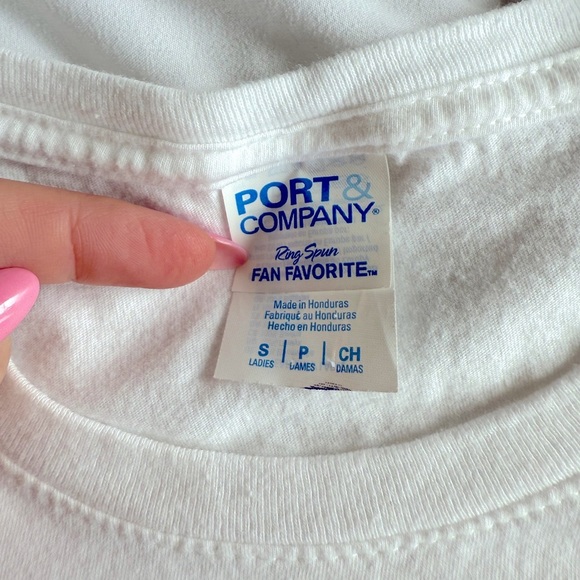 PORT &
COMPANY®
Ring Spun
FAN FAVORITE™
Made in Honduras
Fabriqué au Honduras
Hecho en Honduras
S | P | CH
LADIES DAMES DAMAS